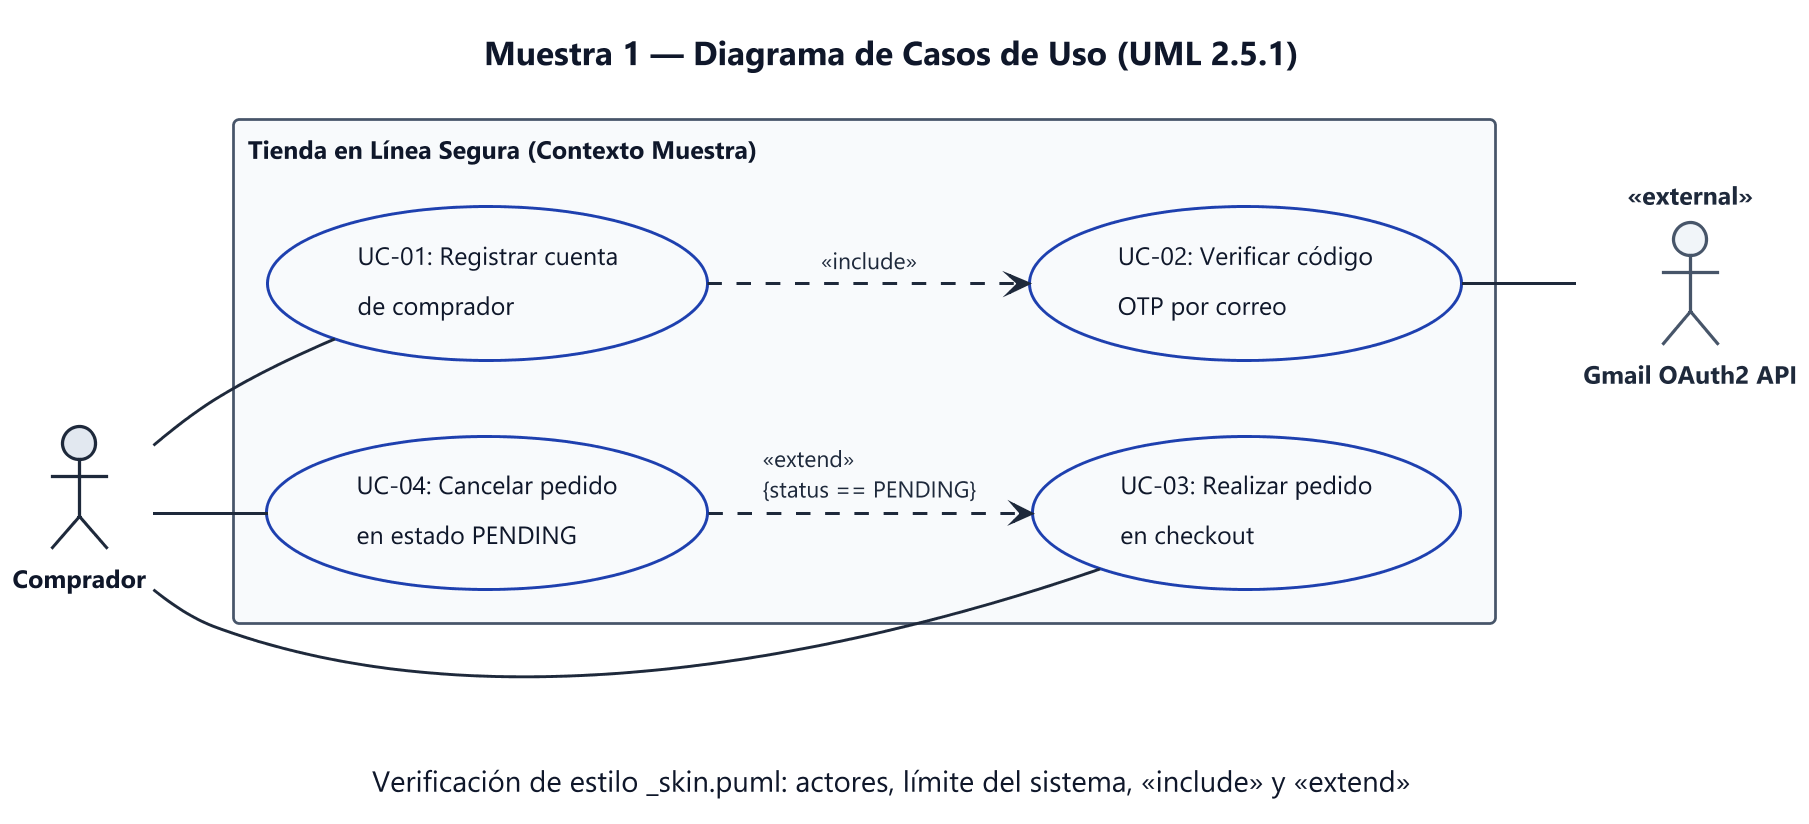 Muestra 1 — Diagrama de Casos de Uso (UML 2.5.1)
Tienda en Línea Segura (Contexto Muestra)
«external»
UC-01: Registrar cuenta
de comprador
«include»
UC-02: Verificar código
OTP por correo
Gmail OAuth2 API
«extend»
{status == PENDING}
UC-04: Cancelar pedido
en estado PENDING
UC-03: Realizar pedido
en checkout
Comprador
Verificación de estilo _skin.puml: actores, límite del sistema, «include» y «extend»